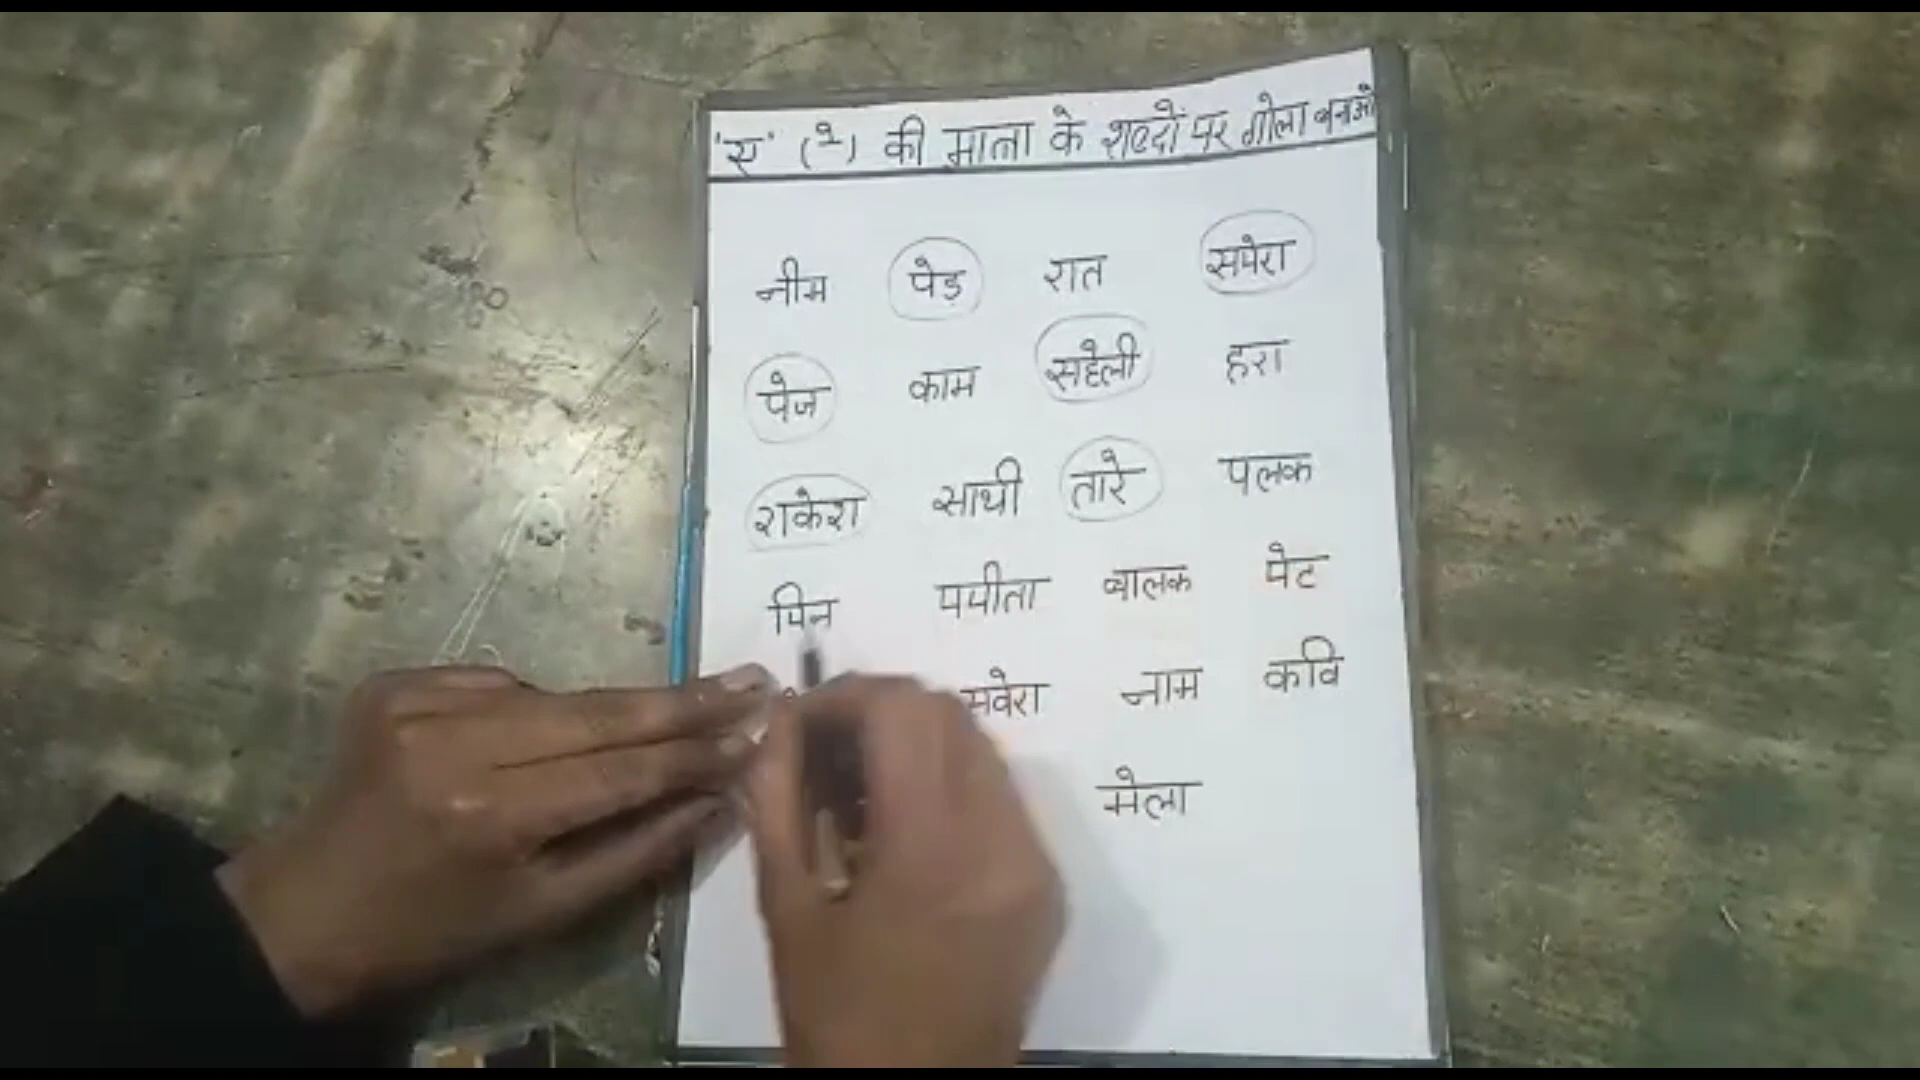 'ए' (े) की मात्रा के शब्दों पर गोला बनाओ
नीम पेड़ रात सपेरा
पेज काम सहेली हरा
राकेश साथी तारे पलक
पिन पपीता बालक पेट
सवेरा नाम कवि
मेला